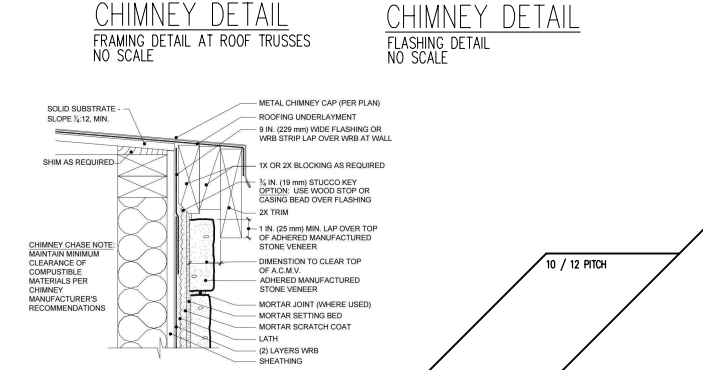 CHIMNEY DETAIL
FRAMING DETAIL AT ROOF TRUSSES
NO SCALE
CHIMNEY DETAIL
FLASHING DETAIL
NO SCALE
SOLID SUBSTRATE -
SLOPE ¼:12, MIN.
SHIM AS REQUIRED
CHIMNEY CHASE NOTE:
MAINTAIN MINIMUM
CLEARANCE OF
COMPUSTIBLE
MATERIALS PER
CHIMNEY
MANUFACTURER'S
RECOMMENDATIONS
METAL CHIMNEY CAP (PER PLAN)
ROOFING UNDERLAYMENT
9 IN. (229 mm) WIDE FLASHING OR
WRB STRIP LAP OVER WRB AT WALL
1X OR 2X BLOCKING AS REQUIRED
¾ IN. (19 mm) STUCCO KEY
OPTION: USE WOOD STOP OR
CASING BEAD OVER FLASHING
2X TRIM
1 IN. (25 mm) MIN. LAP OVER TOP
OF ADHERED MANUFACTURED
STONE VENEER
DIMENSTION TO CLEAR TOP
OF A.C.M.V.
ADHERED MANUFACTURED
STONE VENEER
MORTAR JOINT (WHERE USED)
MORTAR SETTING BED
MORTAR SCRATCH COAT
LATH
(2) LAYERS WRB
SHEATHING
10 / 12 PITCH